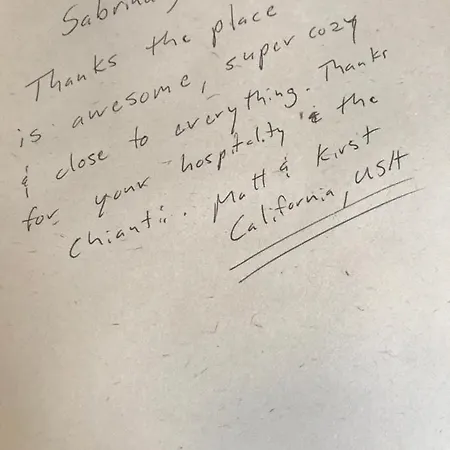 Sabrina,
Thanks the place
is awesome, super cozy
& close to everything. Thanks
for your hospitality & the
Chianti. Matt & Kirst
California, USA